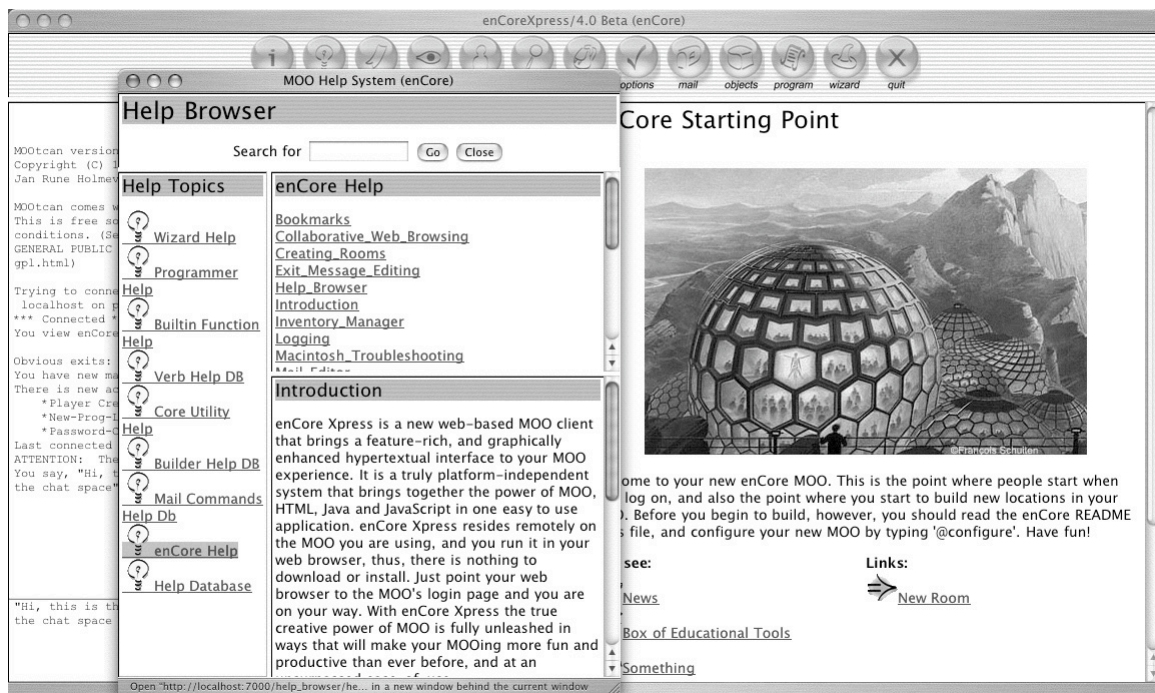 enCoreXpress/4.0 Beta (enCore)
options mail objects program wizard quit
MOO Help System (enCore)
Help Browser
Search for Go Close
Help Topics
Wizard Help
Programmer
Help
Builtin Function
Help
Verb Help DB
Core Utility
Help
Builder Help DB
Mail Commands
Help Db
enCore Help
Help Database
enCore Help
Bookmarks
Collaborative_Web_Browsing
Creating_Rooms
Exit_Message_Editing
Help_Browser
Introduction
Inventory_Manager
Logging
Macintosh_Troubleshooting
Mail_Editor
Introduction
enCore Xpress is a new web-based MOO client
that brings a feature-rich, and graphically
enhanced hypertextual interface to your MOO
experience. It is a truly platform-independent
system that brings together the power of MOO,
HTML, Java and JavaScript in one easy to use
application. enCore Xpress resides remotely on
the MOO you are using, and you run it in your
web browser, thus, there is nothing to
download or install. Just point your web
browser to the MOO's login page and you are
on your way. With enCore Xpress the true
creative power of MOO is fully unleashed in
ways that will make your MOOing more fun and
productive than ever before, and at an
Open "http://localhost:7000/help_browser/he... in a new window behind the current window
MOOtcan version
Copyright (C) 1
Jan Rune Holmev
MOOtcan comes w
This is free so
conditions. (Se
GENERAL PUBLIC
gpl.html)
Trying to conne
localhost on p
*** Connected *
You view enCore
Obvious exits:
You have new ma
There is new ac
*Player Cre
*New-Prog-L
*Password-C
Last connected
ATTENTION: The
You say, "Hi, t
the chat space"
"Hi, this is th
the chat space
Core Starting Point
©François Schuiten
ome to your new enCore MOO. This is the point where people start when
log on, and also the point where you start to build new locations in your
. Before you begin to build, however, you should read the enCore README
s file, and configure your new MOO by typing '@configure'. Have fun!
see:
News
Box of Educational Tools
Something
Links:
New Room